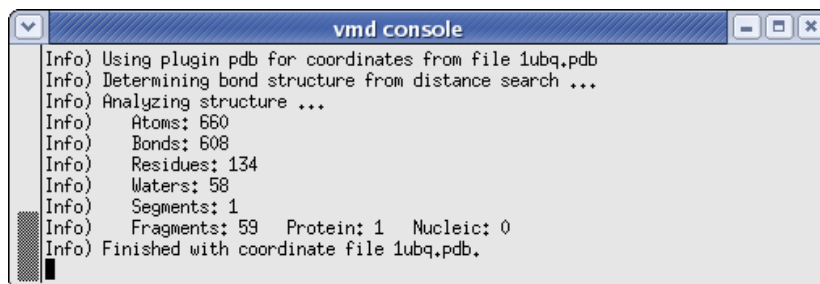 vmd console
Info) Using plugin pdb for coordinates from file 1ubq.pdb
Info) Determining bond structure from distance search ...
Info) Analyzing structure ...
Info)    Atoms: 660
Info)    Bonds: 608
Info)    Residues: 134
Info)    Waters: 58
Info)    Segments: 1
Info)    Fragments: 59   Protein: 1   Nucleic: 0
Info) Finished with coordinate file 1ubq.pdb.